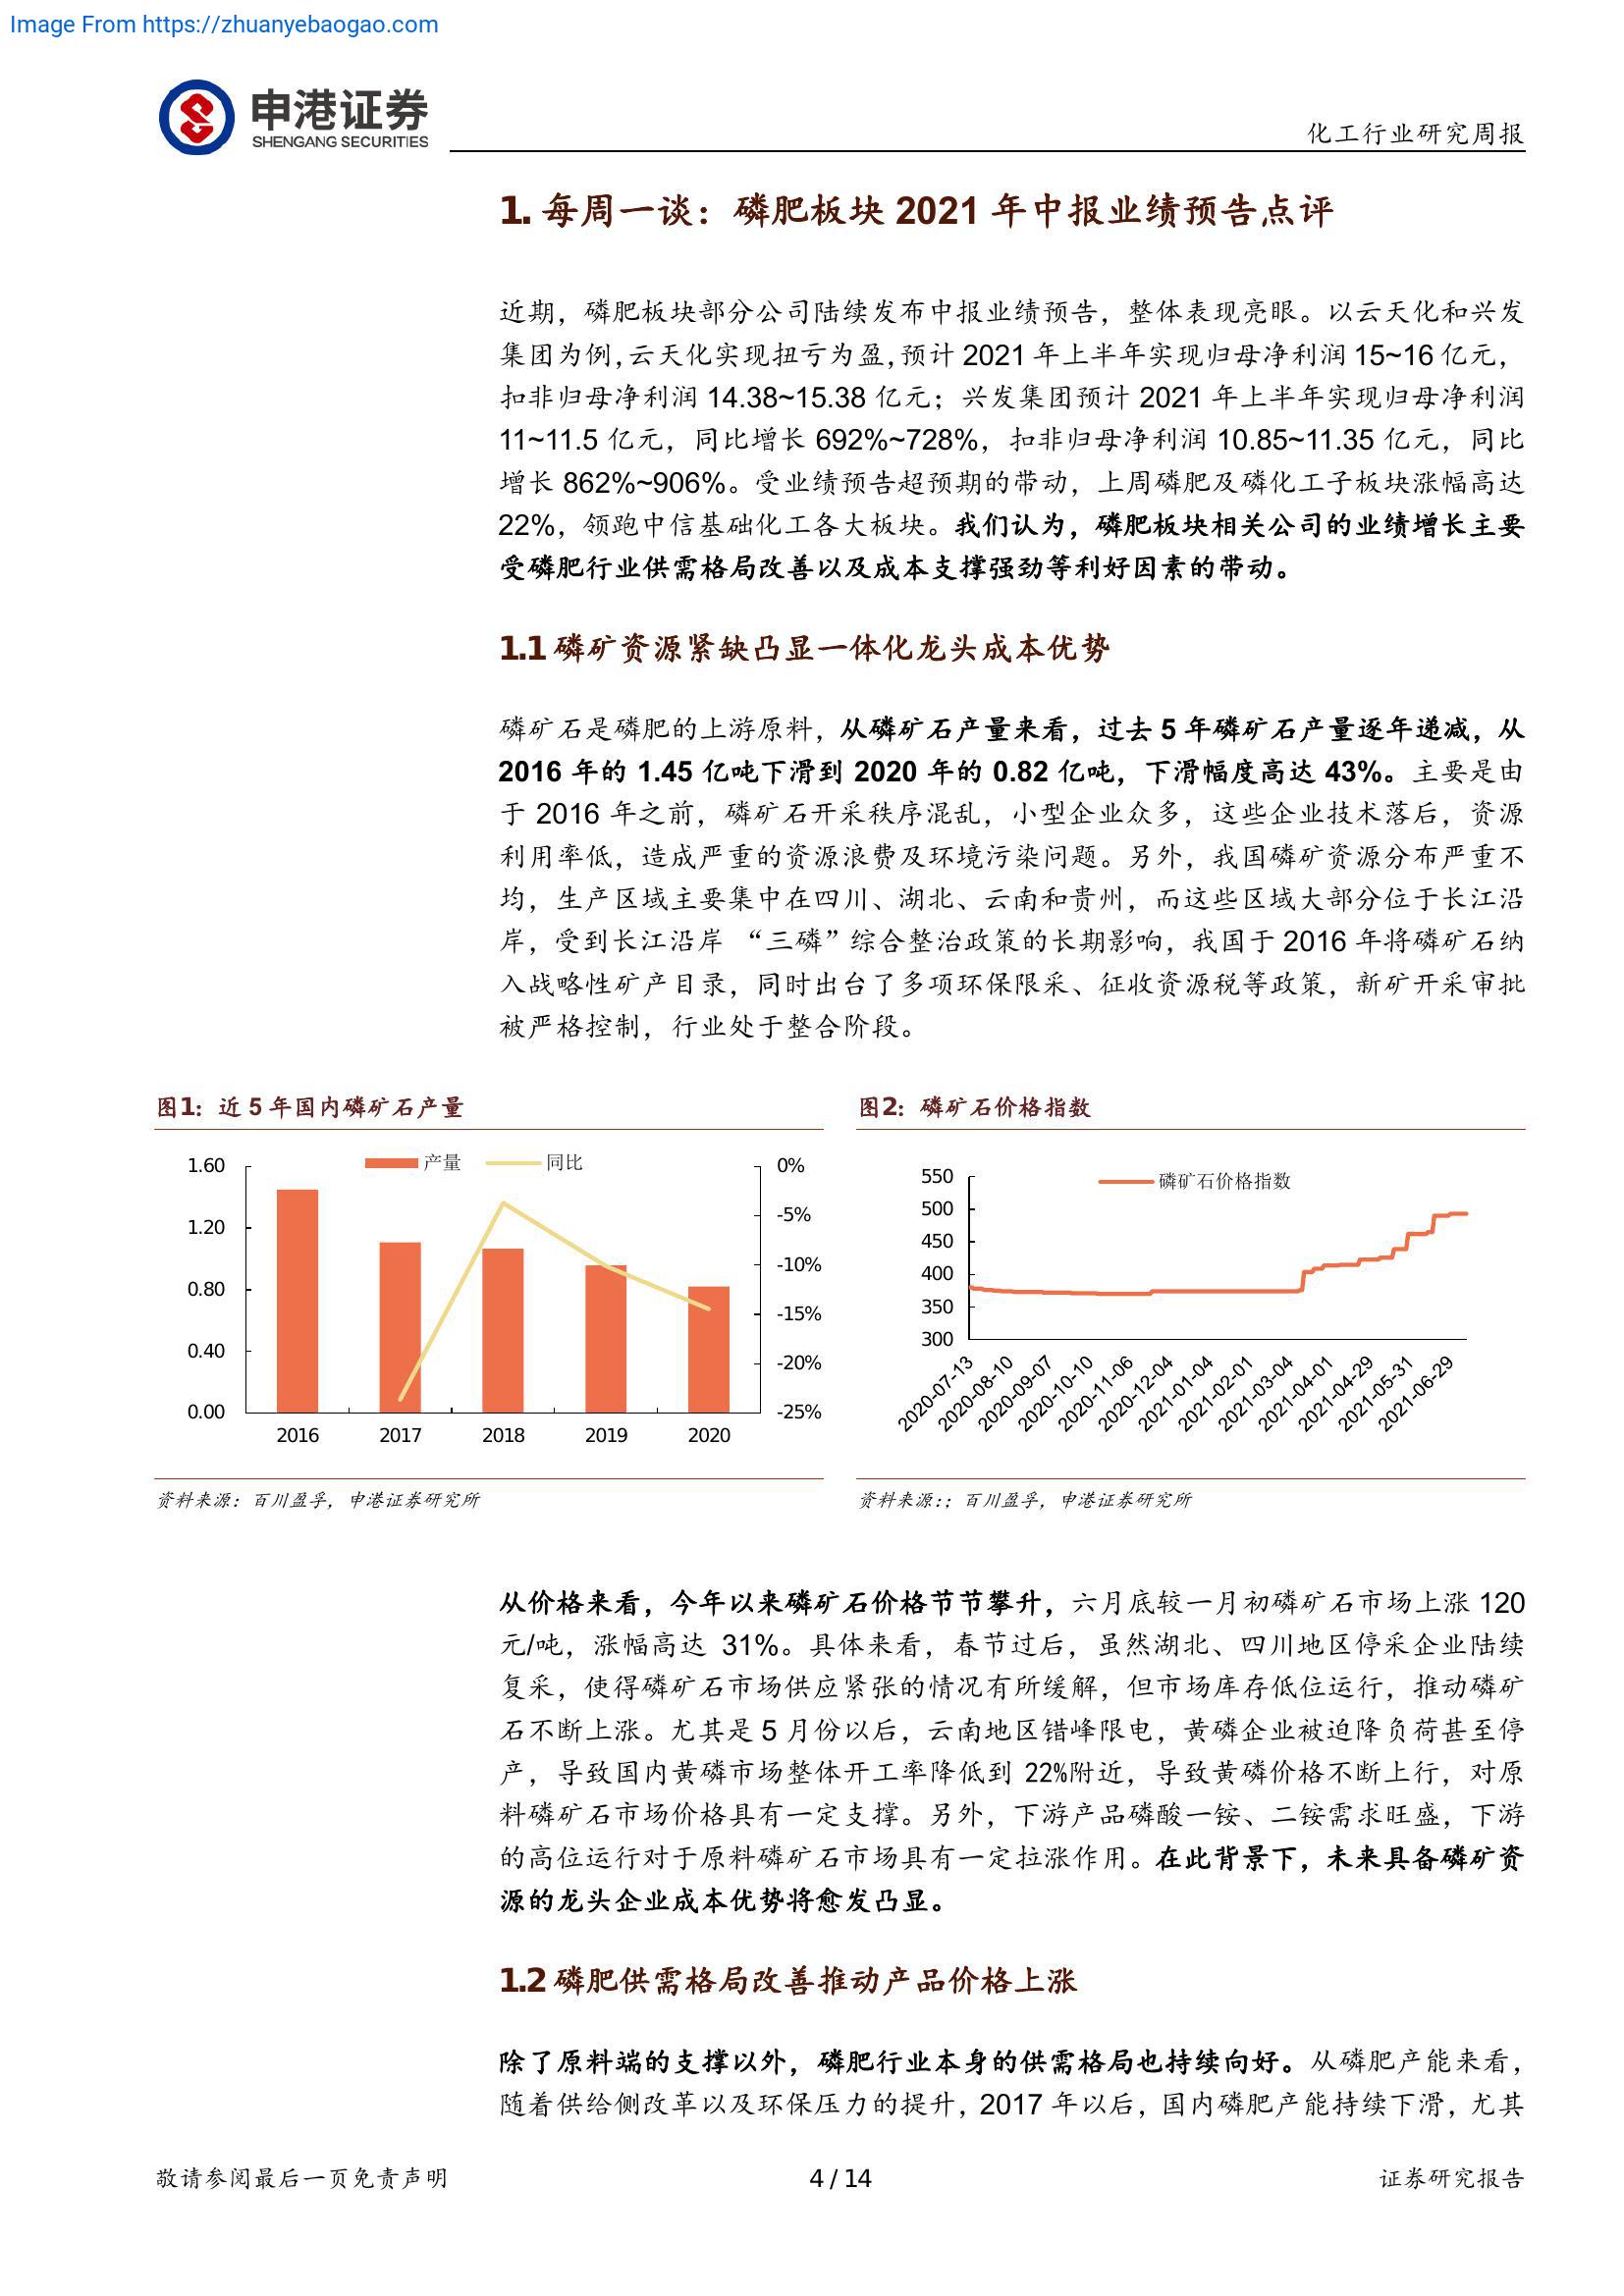 Image From https://zhuanyebaogao.com
申港证券
SHENGANG SECURITIES
化工行业研究周报
1. 每周一谈：磷肥板块 2021 年中报业绩预告点评
近期，磷肥板块部分公司陆续发布中报业绩预告，整体表现亮眼。以云天化和兴发
集团为例，云天化实现扭亏为盈，预计 2021 年上半年实现归母净利润 15~16 亿元，
扣非归母净利润 14.38~15.38 亿元；兴发集团预计 2021 年上半年实现归母净利润
11~11.5 亿元，同比增长 692%~728%，扣非归母净利润 10.85~11.35 亿元，同比
增长 862%~906%。受业绩预告超预期的带动，上周磷肥及磷化工子板块涨幅高达
22%，领跑中信基础化工各大板块。我们认为，磷肥板块相关公司的业绩增长主要
受磷肥行业供需格局改善以及成本支撑强劲等利好因素的带动。
1.1 磷矿资源紧缺凸显一体化龙头成本优势
磷矿石是磷肥的上游原料，从磷矿石产量来看，过去 5 年磷矿石产量逐年递减，从
2016 年的 1.45 亿吨下滑到 2020 年的 0.82 亿吨，下滑幅度高达 43%。主要是由
于 2016 年之前，磷矿石开采秩序混乱，小型企业众多，这些企业技术落后，资源
利用率低，造成严重的资源浪费及环境污染问题。另外，我国磷矿资源分布严重不
均，生产区域主要集中在四川、湖北、云南和贵州，而这些区域大部分位于长江沿
岸，受到长江沿岸 “三磷”综合整治政策的长期影响，我国于 2016 年将磷矿石纳
入战略性矿产目录，同时出台了多项环保限采、征收资源税等政策，新矿开采审批
被严格控制，行业处于整合阶段。
图1：近 5 年国内磷矿石产量
产量 同比
1.60
1.20
0.80
0.40
0.00
0%
-5%
-10%
-15%
-20%
-25%
2016 2017 2018 2019 2020
资料来源：百川盈孚，申港证券研究所
图2：磷矿石价格指数
磷矿石价格指数
550
500
450
400
350
300
2020-07-13
2020-08-10
2020-09-07
2020-10-10
2020-11-06
2020-12-04
2021-01-04
2021-02-01
2021-03-04
2021-04-01
2021-04-29
2021-05-31
2021-06-29
资料来源：；百川盈孚，申港证券研究所
从价格来看，今年以来磷矿石价格节节攀升，六月底较一月初磷矿石市场上涨 120
元/吨，涨幅高达 31%。具体来看，春节过后，虽然湖北、四川地区停采企业陆续
复采，使得磷矿石市场供应紧张的情况有所缓解，但市场库存低位运行，推动磷矿
石不断上涨。尤其是 5 月份以后，云南地区错峰限电，黄磷企业被迫降负荷甚至停
产，导致国内黄磷市场整体开工率降低到 22%附近，导致黄磷价格不断上行，对原
料磷矿石市场价格具有一定支撑。另外，下游产品磷酸一铵、二铵需求旺盛，下游
的高位运行对于原料磷矿石市场具有一定拉涨作用。在此背景下，未来具备磷矿资
源的龙头企业成本优势将愈发凸显。
1.2 磷肥供需格局改善推动产品价格上涨
除了原料端的支撑以外，磷肥行业本身的供需格局也持续向好。从磷肥产能来看，
随着供给侧改革以及环保压力的提升，2017 年以后，国内磷肥产能持续下滑，尤其
敬请参阅最后一页免责声明
4 / 14
证券研究报告